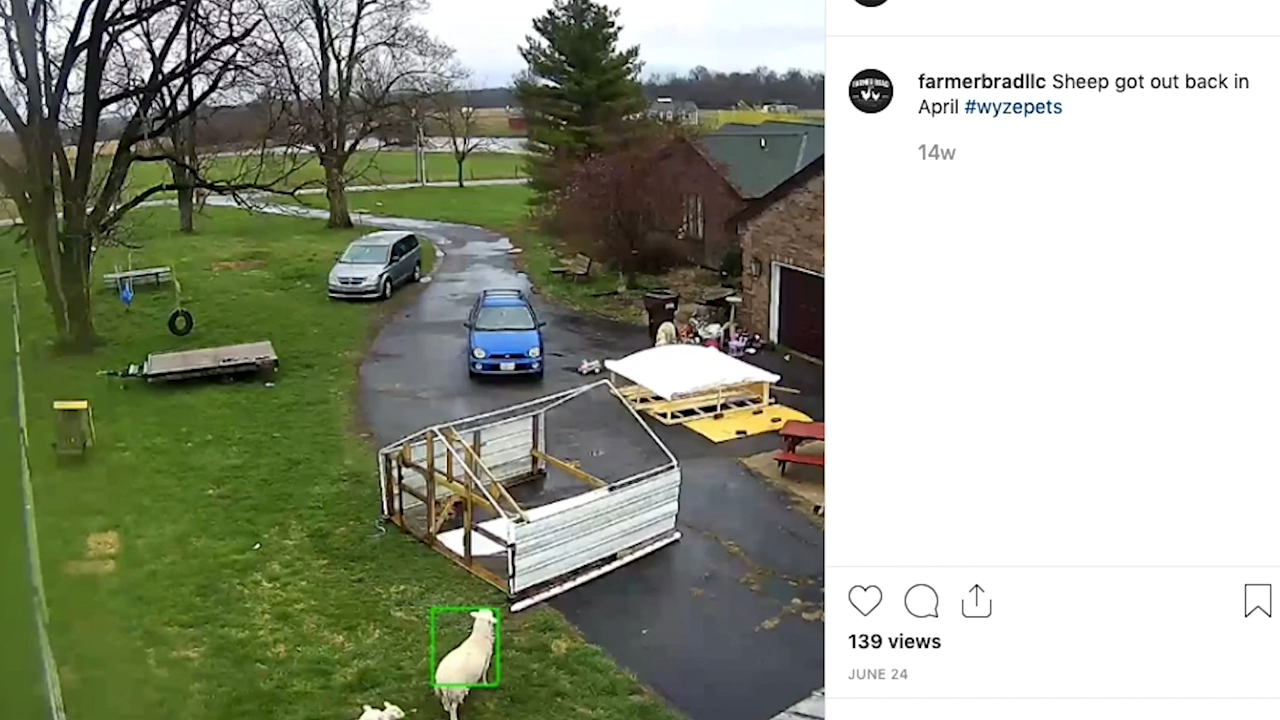 farmerbradllc Sheep got out back in
April #wyzepets
14w
139 views
JUNE 24